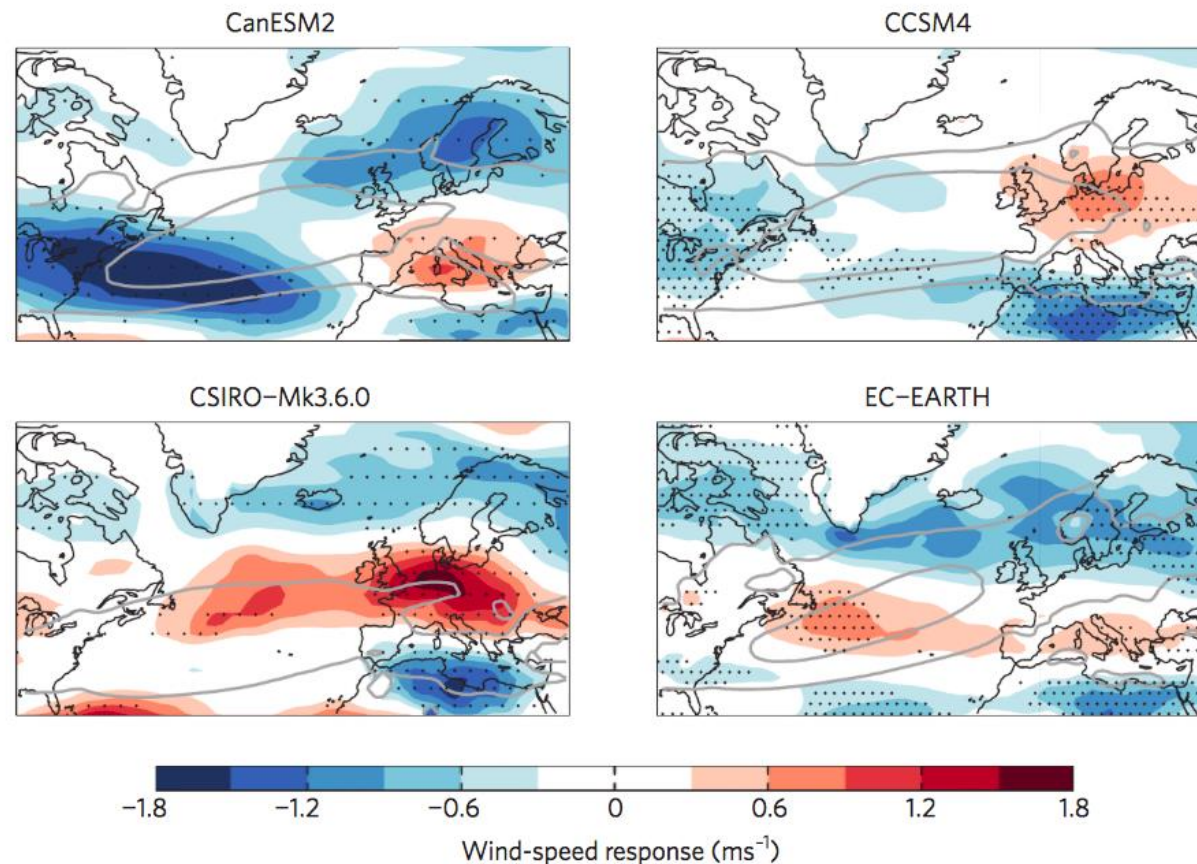 CanESM2
CCSM4
CSIRO–Mk3.6.0
EC–EARTH
−1.8 −1.2 −0.6 0 0.6 1.2 1.8
Wind-speed response (ms⁻¹)